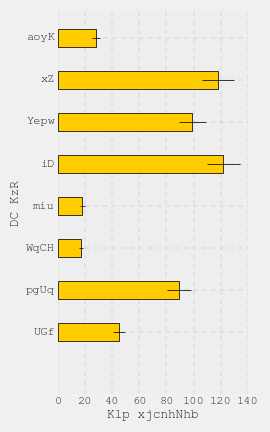 aoyK
xZ
Yepw
iD
miu
WqCH
pgUq
UGf
DC KzR
0 20 40 60 80 100 120 140
Klp xjcnhNhb